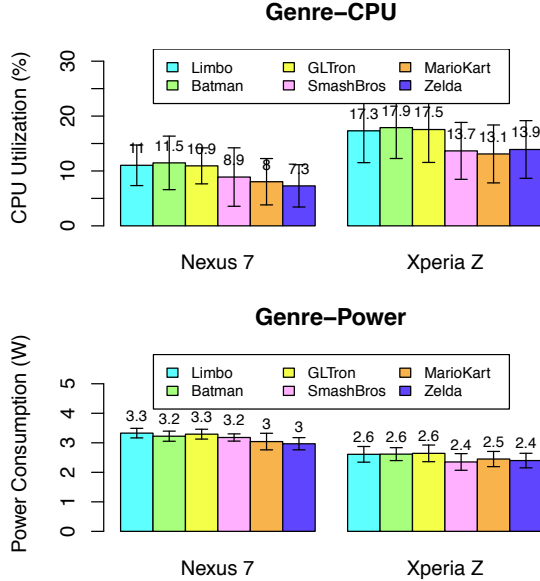 Genre−CPU
CPU Utilization (%)
0 10 20 30
Limbo GLTron MarioKart
Batman SmashBros Zelda
11 11.5 10.9 8.9 8 7.3 17.3 17.9 17.5 13.7 13.1 13.9
Nexus 7 Xperia Z
Genre−Power
Power Consumption (W)
0 1 2 3 4 5
Limbo GLTron MarioKart
Batman SmashBros Zelda
3.3 3.2 3.3 3.2 3 3 2.6 2.6 2.6 2.4 2.5 2.4
Nexus 7 Xperia Z